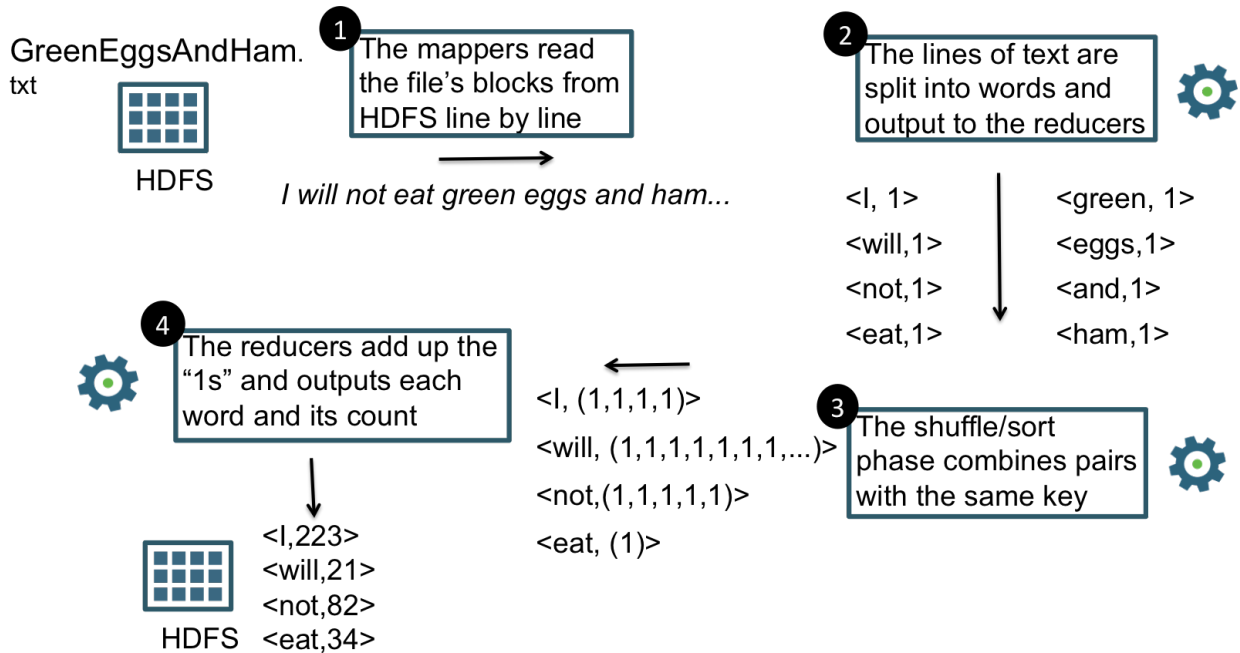 GreenEggsAndHam.
txt
HDFS
1
The mappers read
the file's blocks from
HDFS line by line
I will not eat green eggs and ham...
2
The lines of text are
split into words and
output to the reducers
<I, 1>
<will,1>
<not,1>
<eat,1>
<green, 1>
<eggs,1>
<and,1>
<ham,1>
3
The shuffle/sort
phase combines pairs
with the same key
<I, (1,1,1,1)>
<will, (1,1,1,1,1,1,1,...)>
<not,(1,1,1,1,1)>
<eat, (1)>
4
The reducers add up the
“1s” and outputs each
word and its count
<I,223>
<will,21>
<not,82>
<eat,34>
HDFS